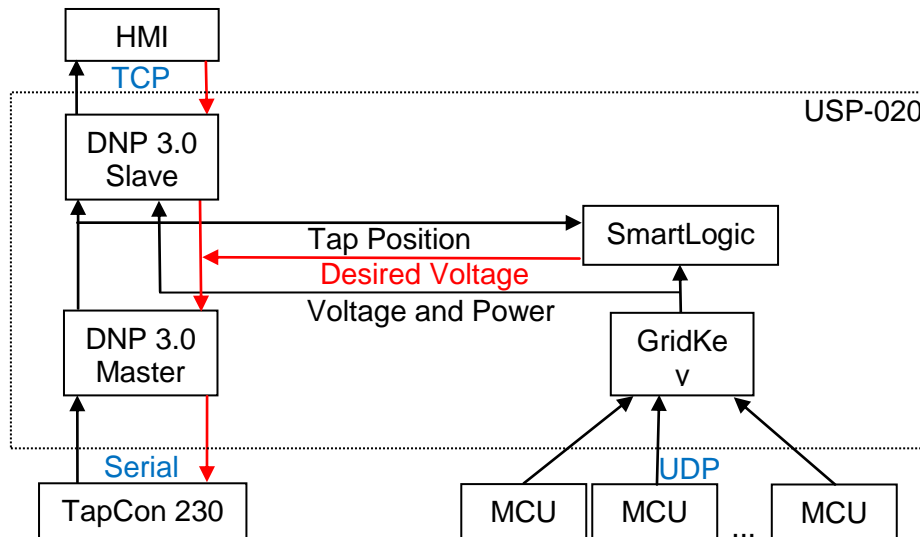 HMI
TCP
USP-020
DNP 3.0
Slave
Tap Position
SmartLogic
Desired Voltage
Voltage and Power
DNP 3.0
Master
GridKe
v
Serial
UDP
TapCon 230
MCU
MCU
...
MCU